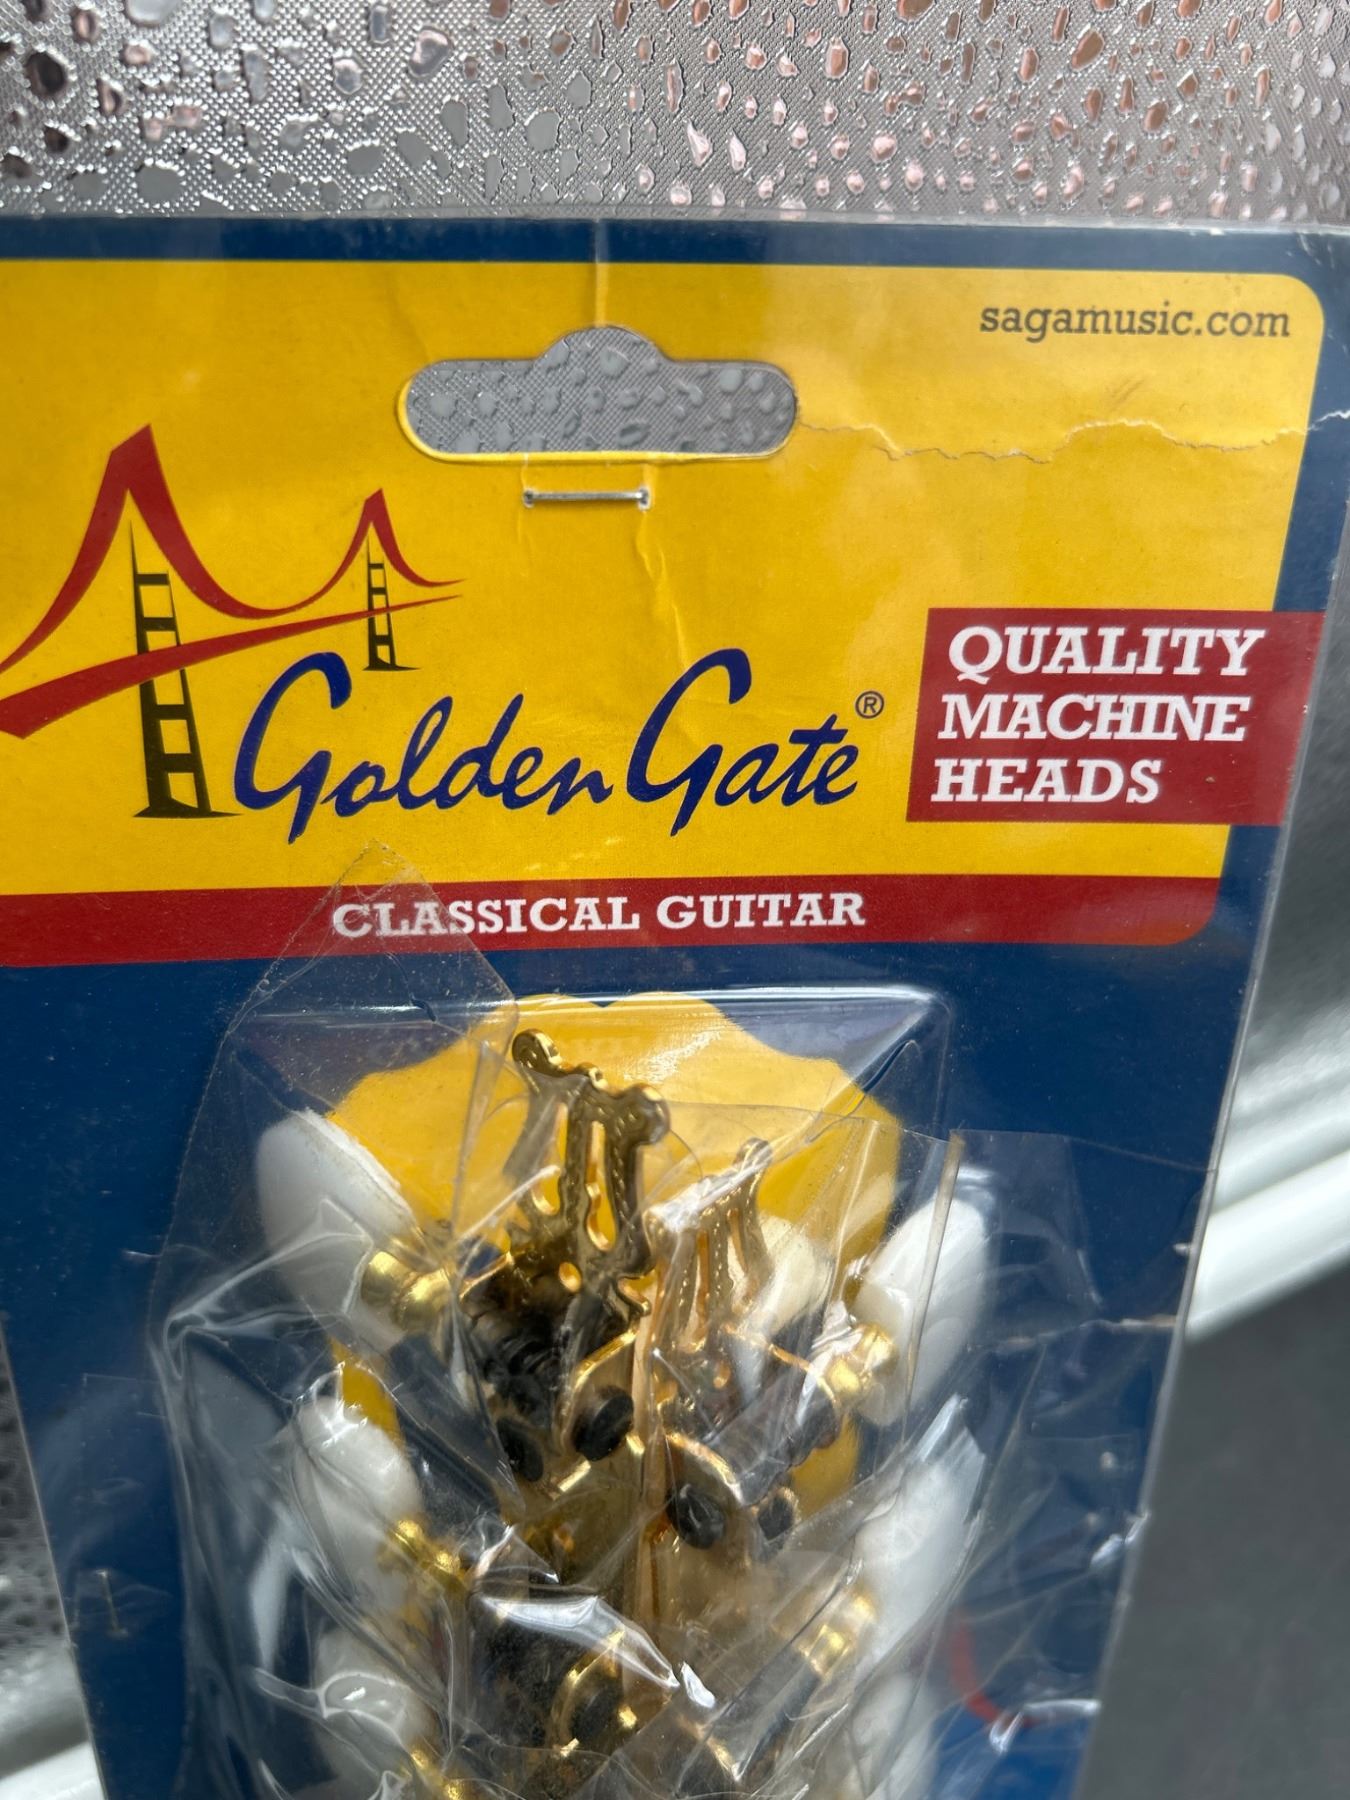 sagamusic.com
Golden Gate®
QUALITY
MACHINE
HEADS
CLASSICAL GUITAR